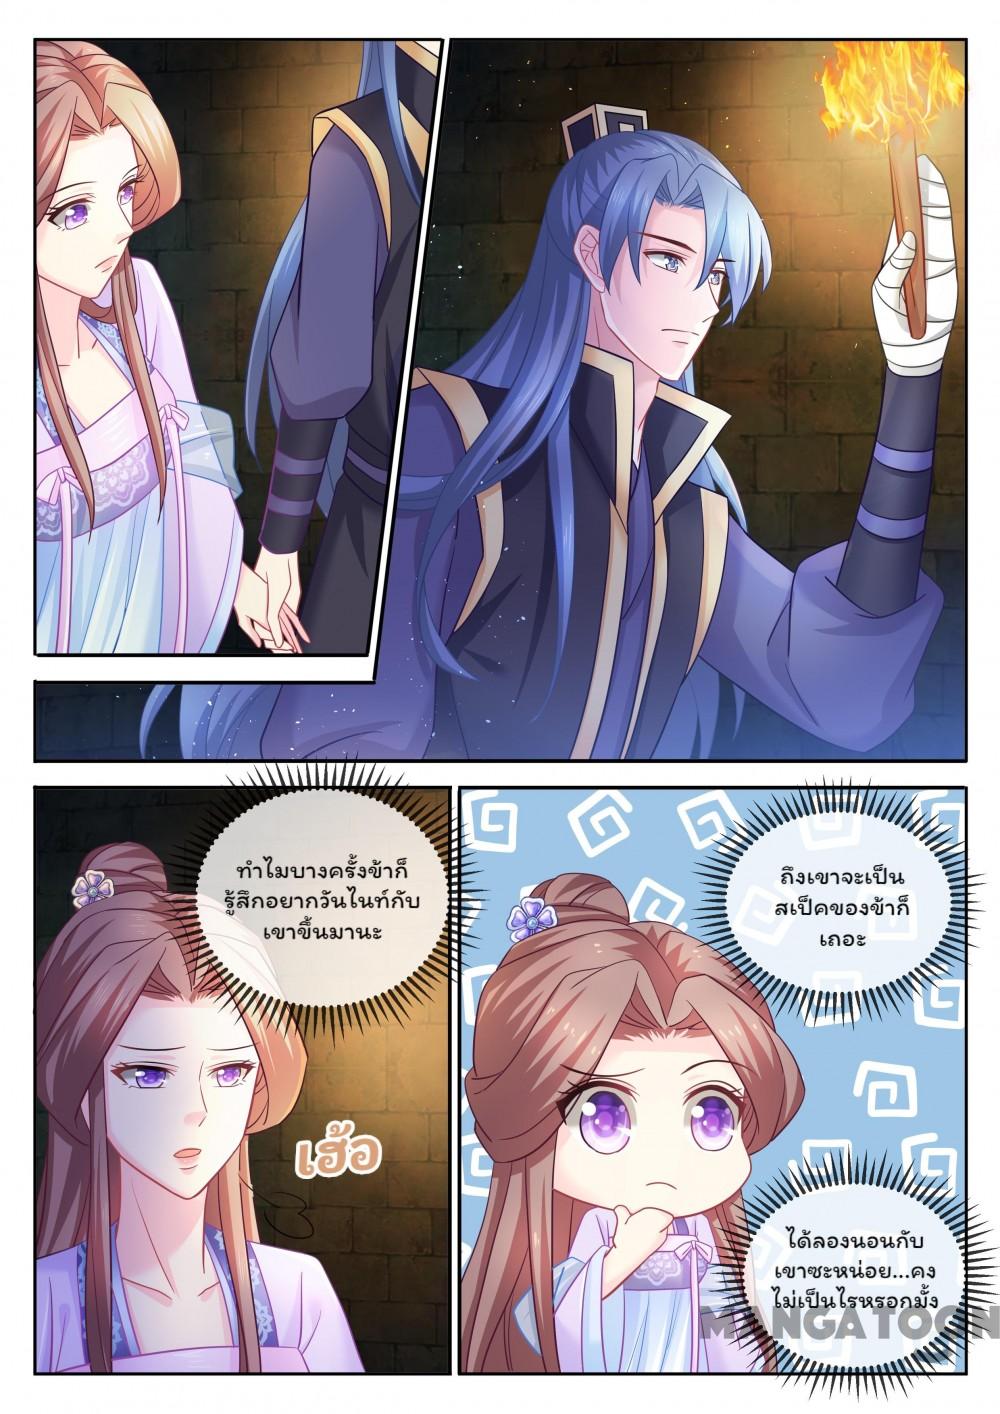 ทำไมบางครั้งข้าก็
รู้สึกอยากวันไนท์กับ
เขาขึ้นมานะ
เฮ้อ
ถึงเขาจะเป็น
สเป็คของข้าก็
เถอะ
ได้ลองนอนกับ
เขาซะหน่อย...คง
ไม่เป็นไรหรอกมั้ง
MANGATOON